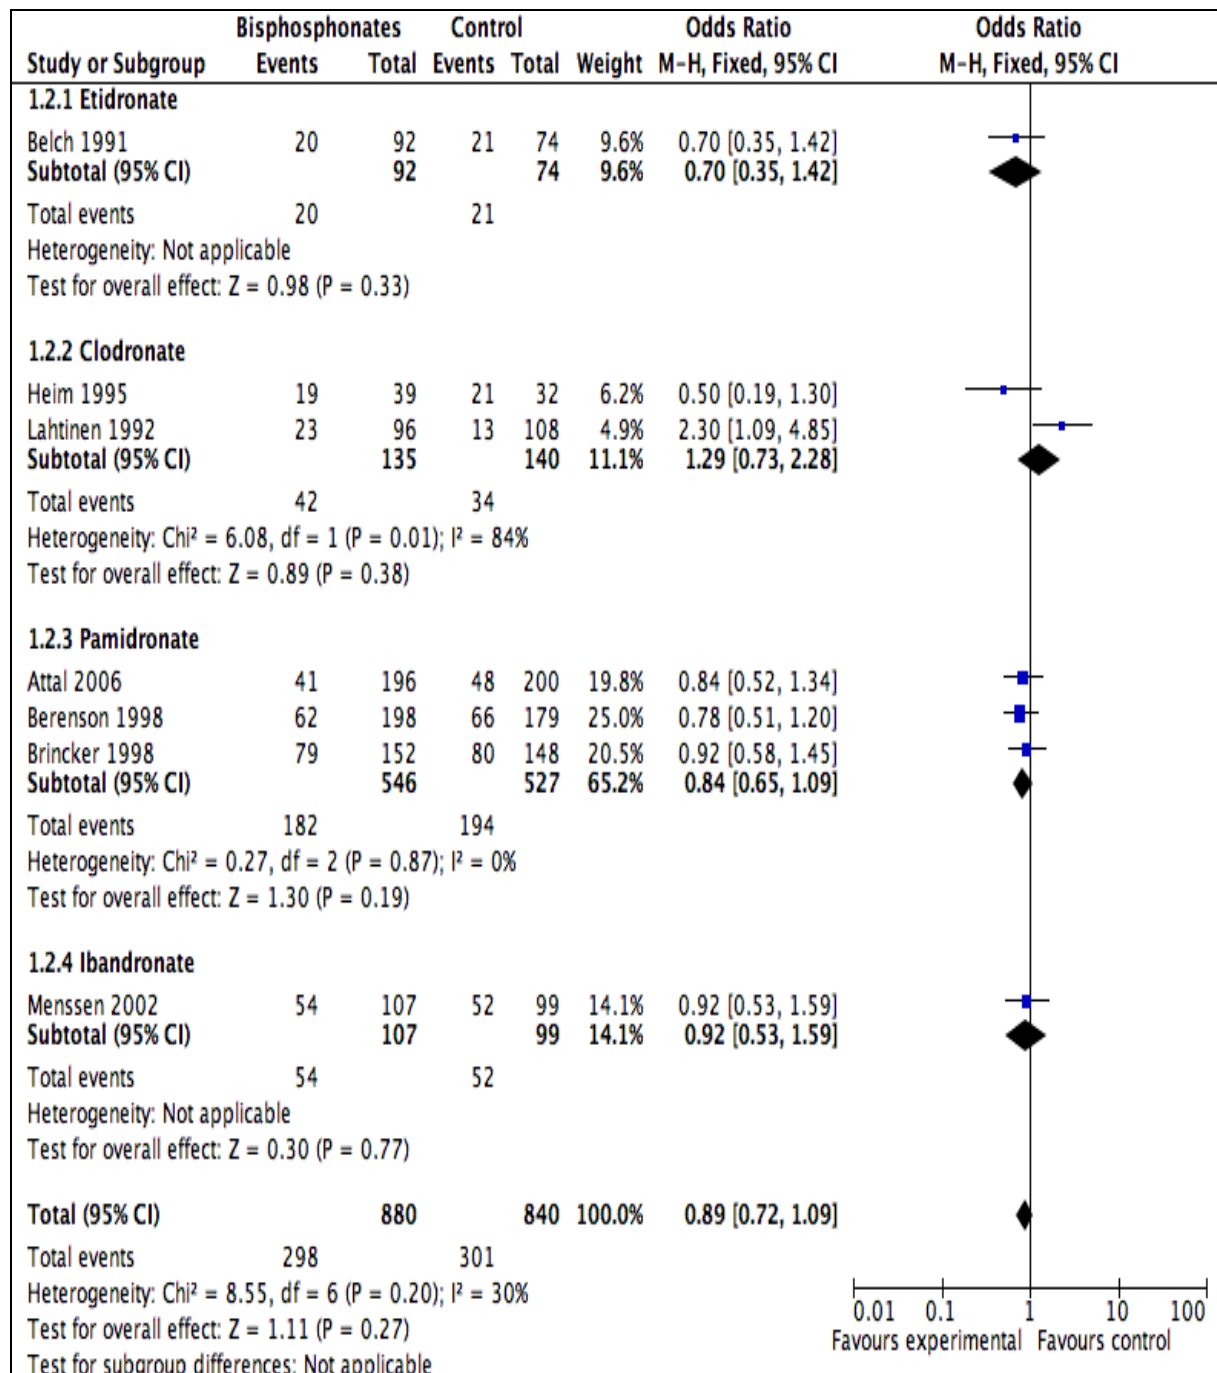 Bisphosphonates Control Odds Ratio Odds Ratio
Study or Subgroup Events Total Events Total Weight M-H, Fixed, 95% CI M-H, Fixed, 95% CI
1.2.1 Etidronate
Belch 1991 20 92 21 74 9.6% 0.70 [0.35, 1.42]
Subtotal (95% CI) 92 74 9.6% 0.70 [0.35, 1.42]
Total events 20 21
Heterogeneity: Not applicable
Test for overall effect: Z = 0.98 (P = 0.33)
1.2.2 Clodronate
Heim 1995 19 39 21 32 6.2% 0.50 [0.19, 1.30]
Lahtinen 1992 23 96 13 108 4.9% 2.30 [1.09, 4.85]
Subtotal (95% CI) 135 140 11.1% 1.29 [0.73, 2.28]
Total events 42 34
Heterogeneity: Chi² = 6.08, df = 1 (P = 0.01); I² = 84%
Test for overall effect: Z = 0.89 (P = 0.38)
1.2.3 Pamidronate
Attal 2006 41 196 48 200 19.8% 0.84 [0.52, 1.34]
Berenson 1998 62 198 66 179 25.0% 0.78 [0.51, 1.20]
Brincker 1998 79 152 80 148 20.5% 0.92 [0.58, 1.45]
Subtotal (95% CI) 546 527 65.2% 0.84 [0.65, 1.09]
Total events 182 194
Heterogeneity: Chi² = 0.27, df = 2 (P = 0.87); I² = 0%
Test for overall effect: Z = 1.30 (P = 0.19)
1.2.4 Ibandronate
Menssen 2002 54 107 52 99 14.1% 0.92 [0.53, 1.59]
Subtotal (95% CI) 107 99 14.1% 0.92 [0.53, 1.59]
Total events 54 52
Heterogeneity: Not applicable
Test for overall effect: Z = 0.30 (P = 0.77)
Total (95% CI) 880 840 100.0% 0.89 [0.72, 1.09]
Total events 298 301
Heterogeneity: Chi² = 8.55, df = 6 (P = 0.20); I² = 30%
Test for overall effect: Z = 1.11 (P = 0.27)
Test for subgroup differences: Not applicable
0.01 0.1 1 10 100
Favours experimental Favours control